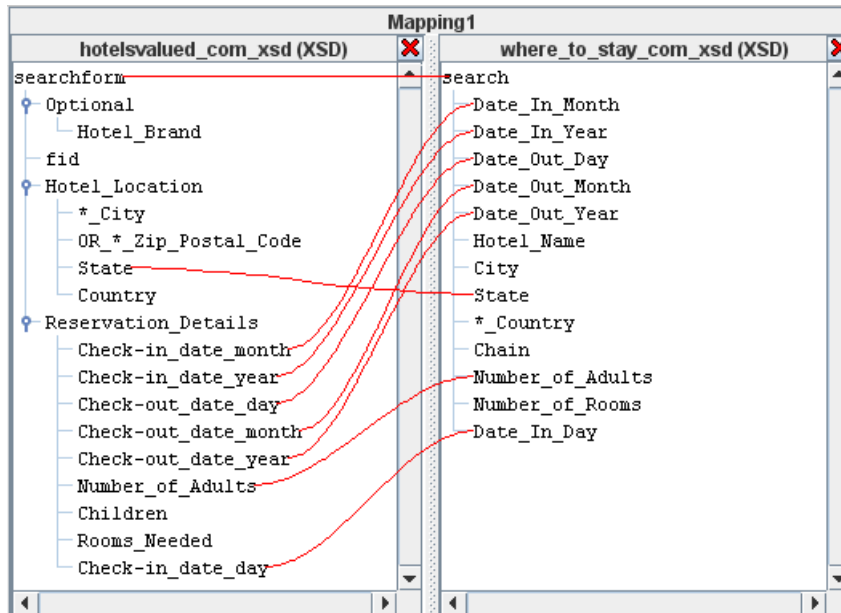 Mapping1
hotelsvalued_com_xsd (XSD)
searchform
Optional
Hotel_Brand
fid
Hotel_Location
*_City
OR_*_Zip_Postal_Code
State
Country
Reservation_Details
Check-in_date_month
Check-in_date_year
Check-out_date_day
Check-out_date_month
Check-out_date_year
Number_of_Adults
Children
Rooms_Needed
Check-in_date_day
where_to_stay_com_xsd (XSD)
search
Date_In_Month
Date_In_Year
Date_Out_Day
Date_Out_Month
Date_Out_Year
Hotel_Name
City
State
*_Country
Chain
Number_of_Adults
Number_of_Rooms
Date_In_Day